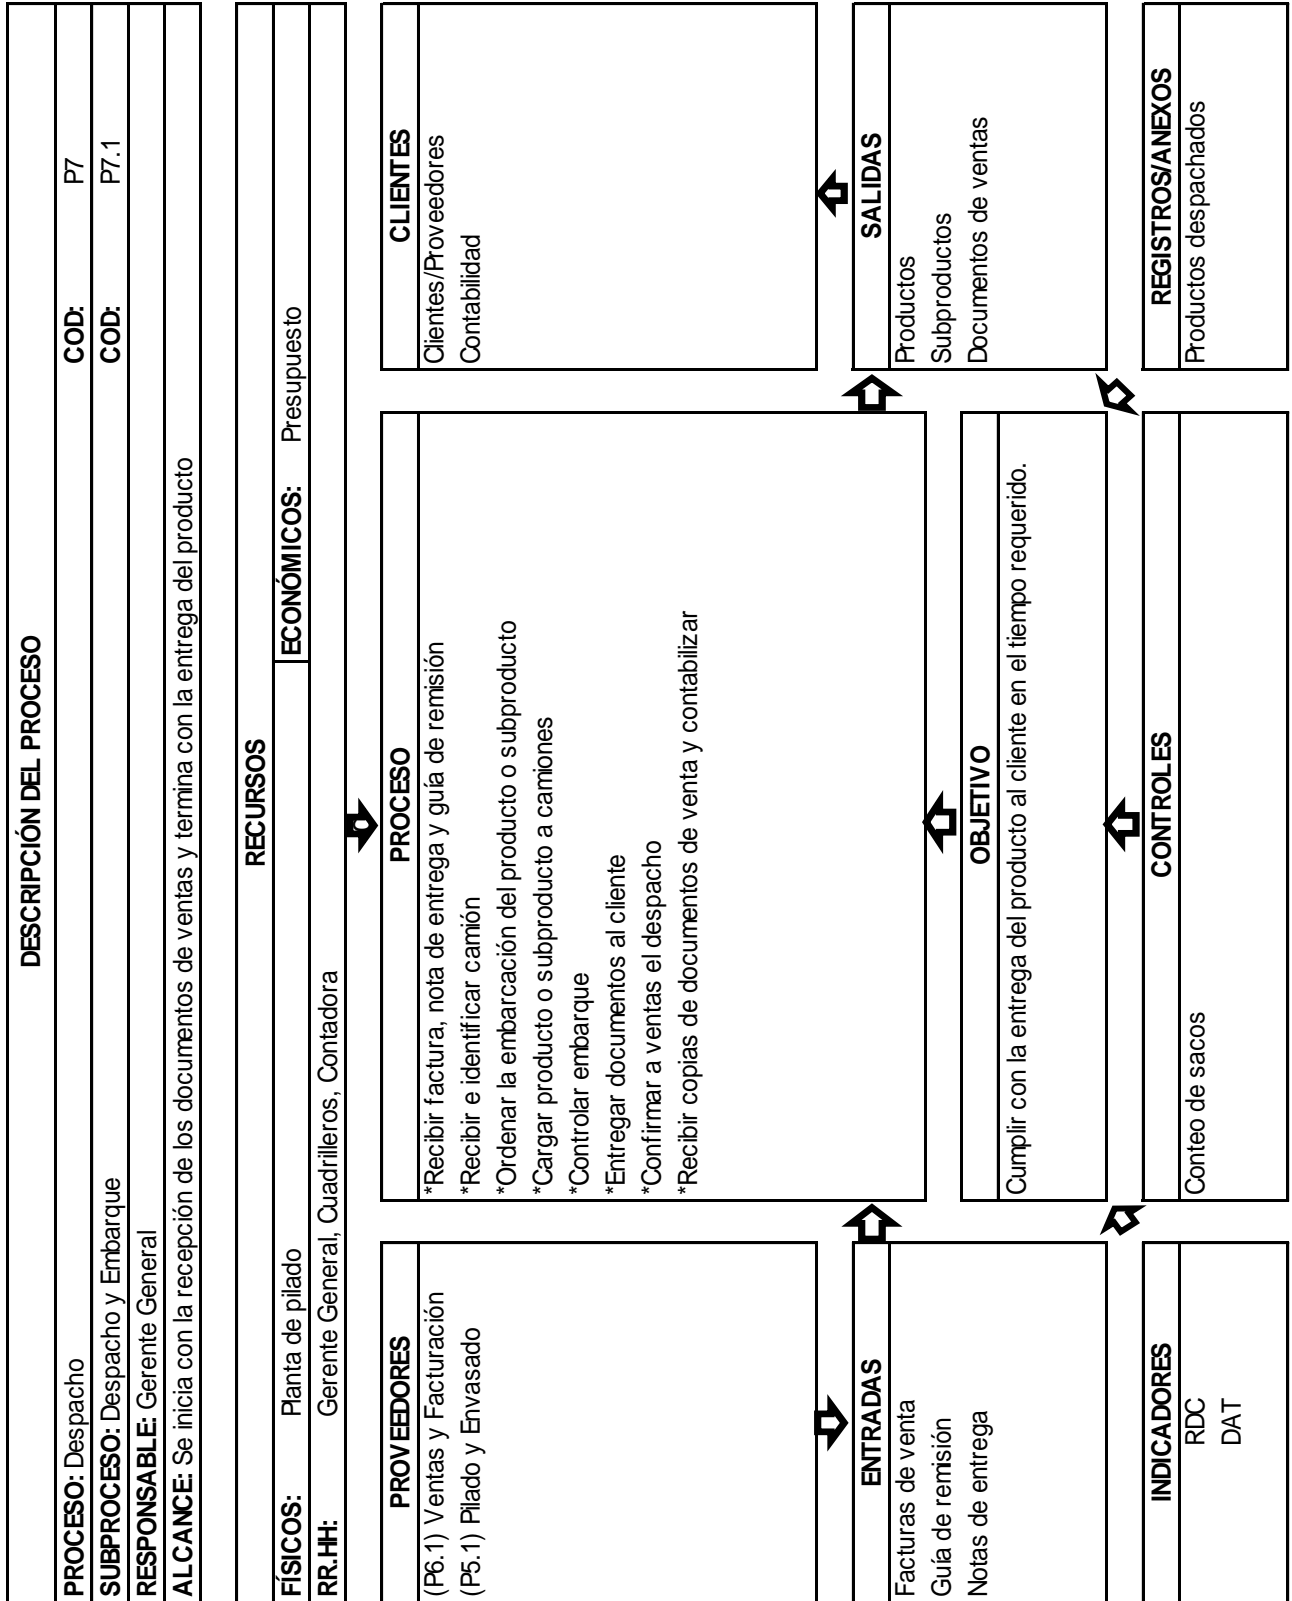 DESCRIPCIÓN DEL PROCESO
PROCESO: Despacho COD: P7
SUBPROCESO: Despacho y Embarque COD: P7.1
RESPONSABLE: Gerente General
ALCANCE: Se inicia con la recepción de los documentos de ventas y termina con la entrega del producto
RECURSOS
FÍSICOS: Planta de pilado ECONÓMICOS: Presupuesto
RR.HH: Gerente General, Cuadrilleros, Contadora
PROVEEDORES
(P6.1) Ventas y Facturación
(P5.1) Pilado y Envasado
PROCESO
*Recibir factura, nota de entrega y guía de remisión
*Recibir e identificar camión
*Ordenar la embarcación del producto o subproducto
*Cargar producto o subproducto a camiones
*Controlar embarque
*Entregar documentos al cliente
*Confirmar a ventas el despacho
*Recibir copias de documentos de venta y contabilizar
CLIENTES
Clientes/Proveedores
Contabilidad
ENTRADAS
Facturas de venta
Guía de remisión
Notas de entrega
OBJETIVO
Cumplir con la entrega del producto al cliente en el tiempo requerido.
SALIDAS
Productos
Subproductos
Documentos de ventas
INDICADORES
RDC
DAT
CONTROLES
Conteo de sacos
REGISTROS/ANEXOS
Productos despachados